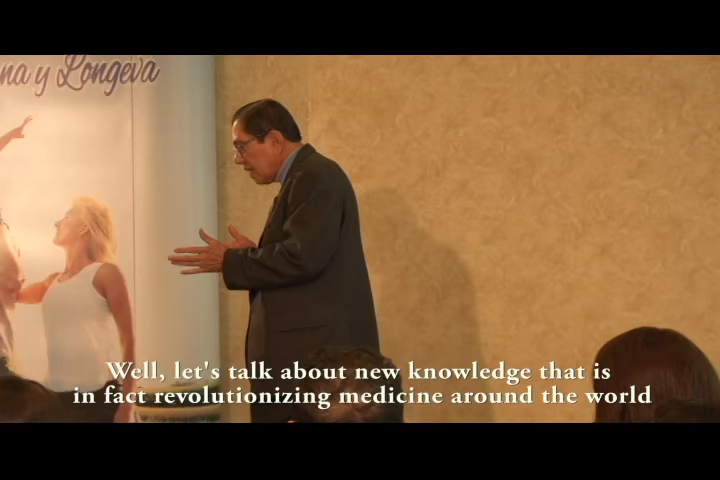 na y Longeva
Well, let's talk about new knowledge that is
in fact revolutionizing medicine around the world